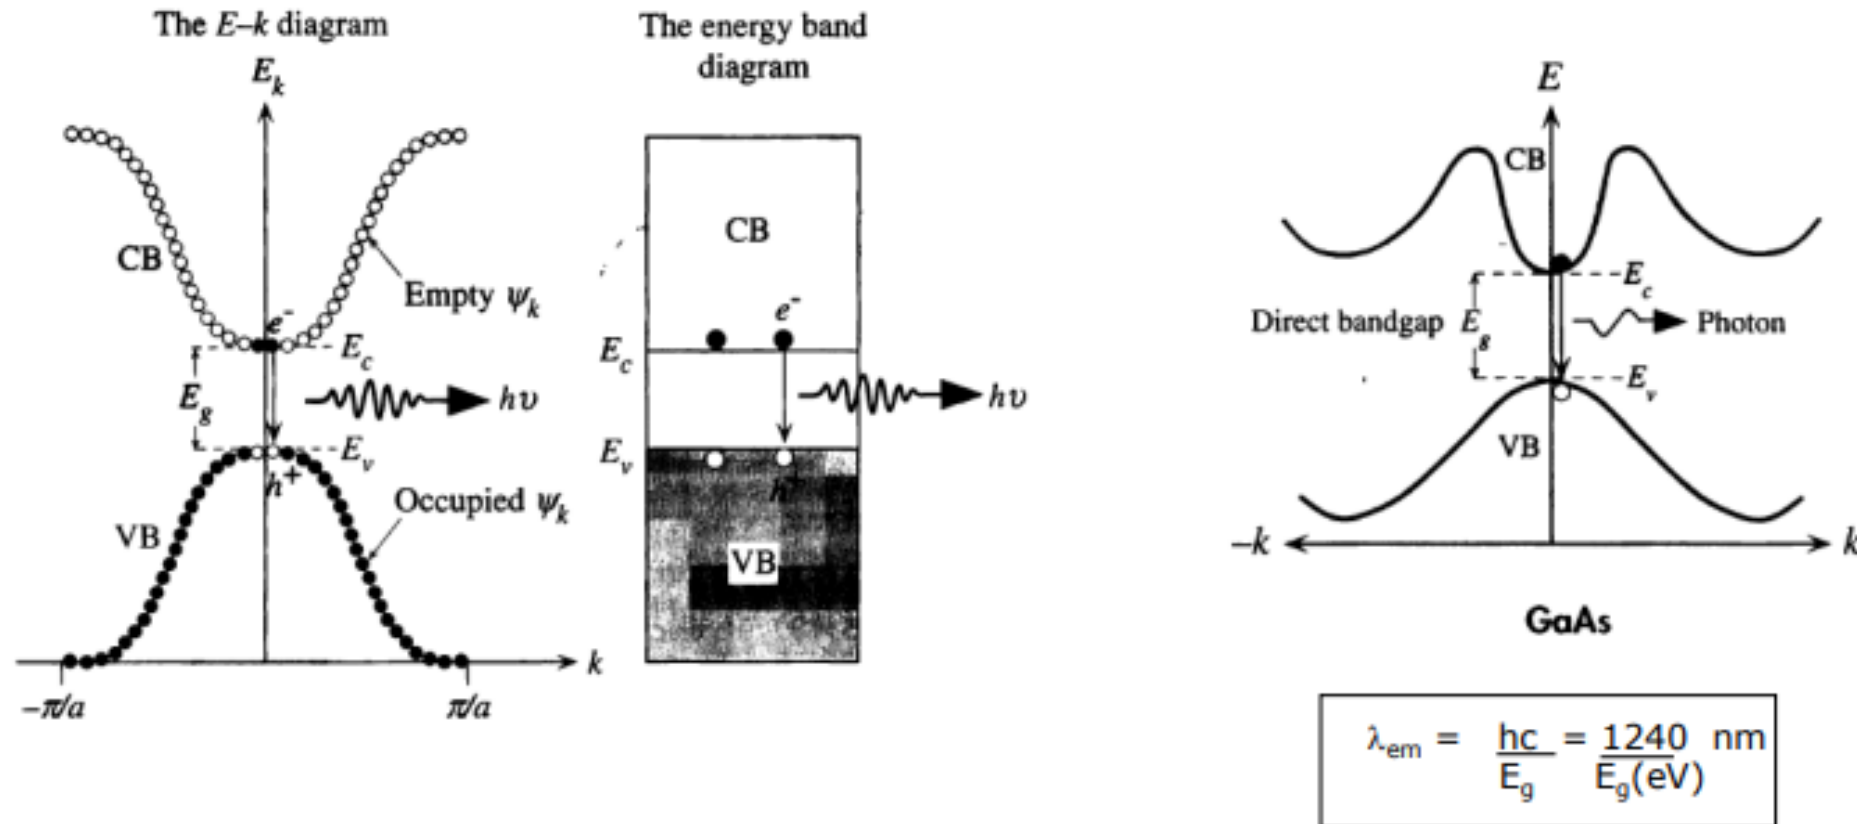 The E–k diagram
E_k
CB
Empty ψ_k
e⁻
E_c
E_g
hυ
E_v
h⁺
Occupied ψ_k
VB
k
–π/a
π/a
The energy band
diagram
CB
e⁻
E_c
hυ
E_v
h⁺
VB
E
CB
E_c
Direct bandgap E_g
Photon
E_v
VB
–k
k
GaAs
λ_em = hc/E_g = 1240/E_g(eV) nm